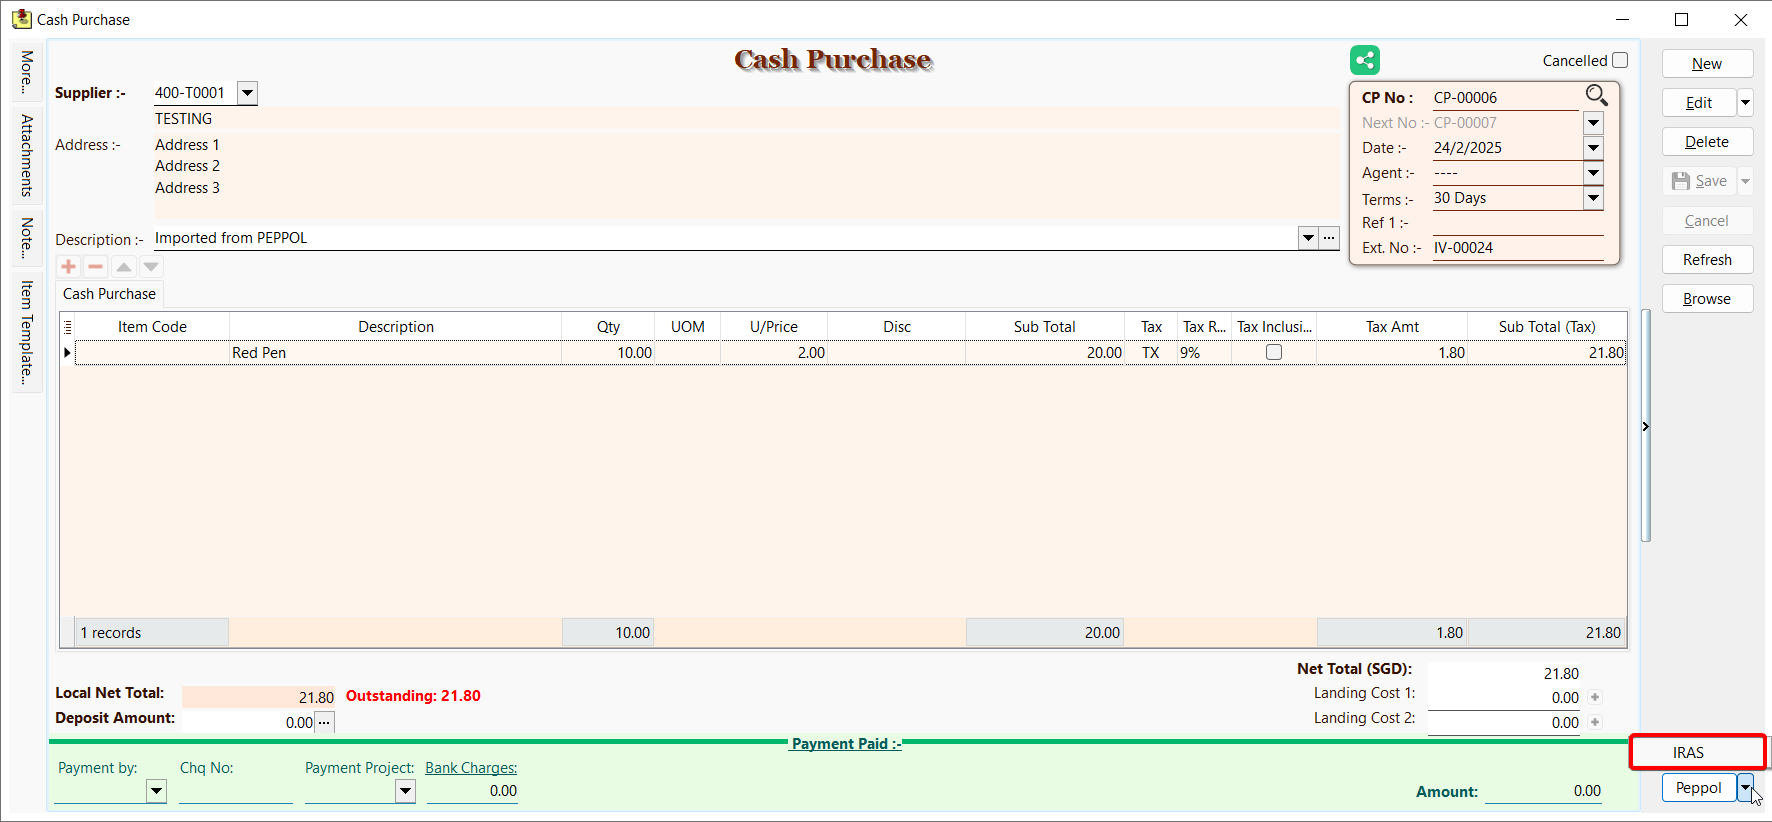 Cash Purchase
More...
Attachments
Note...
Item Template...
Cash Purchase
Cancelled
Supplier :- 400-T0001
TESTING
Address :- Address 1
Address 2
Address 3
Description :- Imported from PEPPOL
CP No : CP-00006
Next No :- CP-00007
Date :- 24/2/2025
Agent :- ----
Terms :- 30 Days
Ref 1 :-
Ext. No :- IV-00024
New
Edit
Delete
Save
Cancel
Refresh
Browse
Cash Purchase
Item Code Description Qty UOM U/Price Disc Sub Total Tax Tax R... Tax Inclusi... Tax Amt Sub Total (Tax)
Red Pen 10.00 2.00 20.00 TX 9% 1.80 21.80
1 records 10.00 20.00 1.80 21.80
Local Net Total: 21.80 Outstanding: 21.80
Deposit Amount: 0.00
Net Total (SGD): 21.80
Landing Cost 1: 0.00
Landing Cost 2: 0.00
Payment Paid :-
Payment by: Chq No: Payment Project: Bank Charges:
0.00
Amount: 0.00
IRAS
Peppol